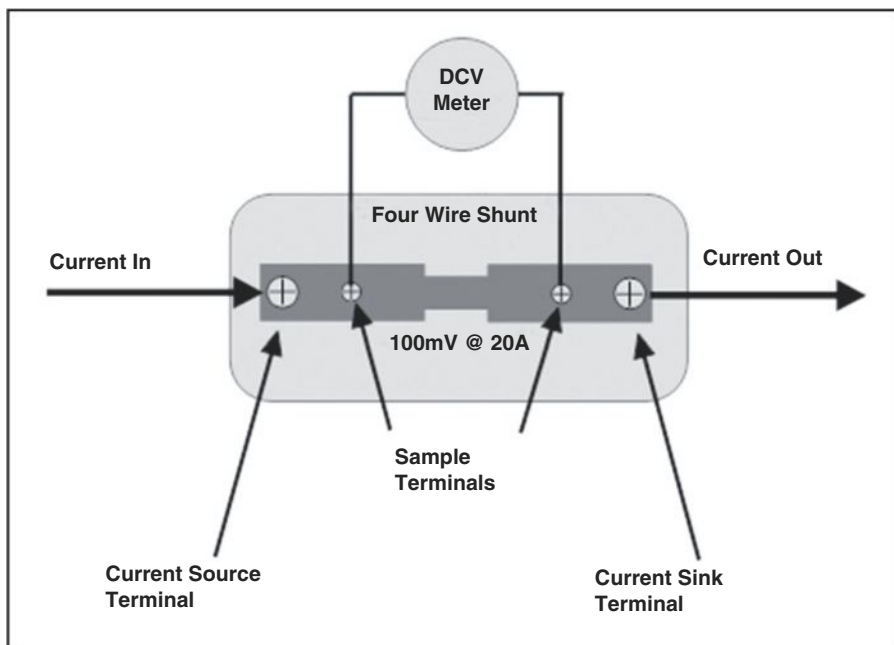 DCV
Meter
Four Wire Shunt
Current In
Current Out
100mV @ 20A
Sample
Terminals
Current Source
Terminal
Current Sink
Terminal